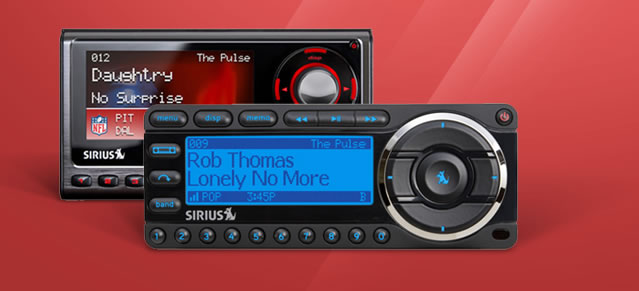 012 The Pulse
Daughtry
No Surprise
NFL PIT
DAL
SIRIUS
menu disp memo
009 The Pulse
Rob Thomas
Lonely No More
POP 3:45P B
band
SIRIUS
1 2 3 4 5 6 7 8 9 0